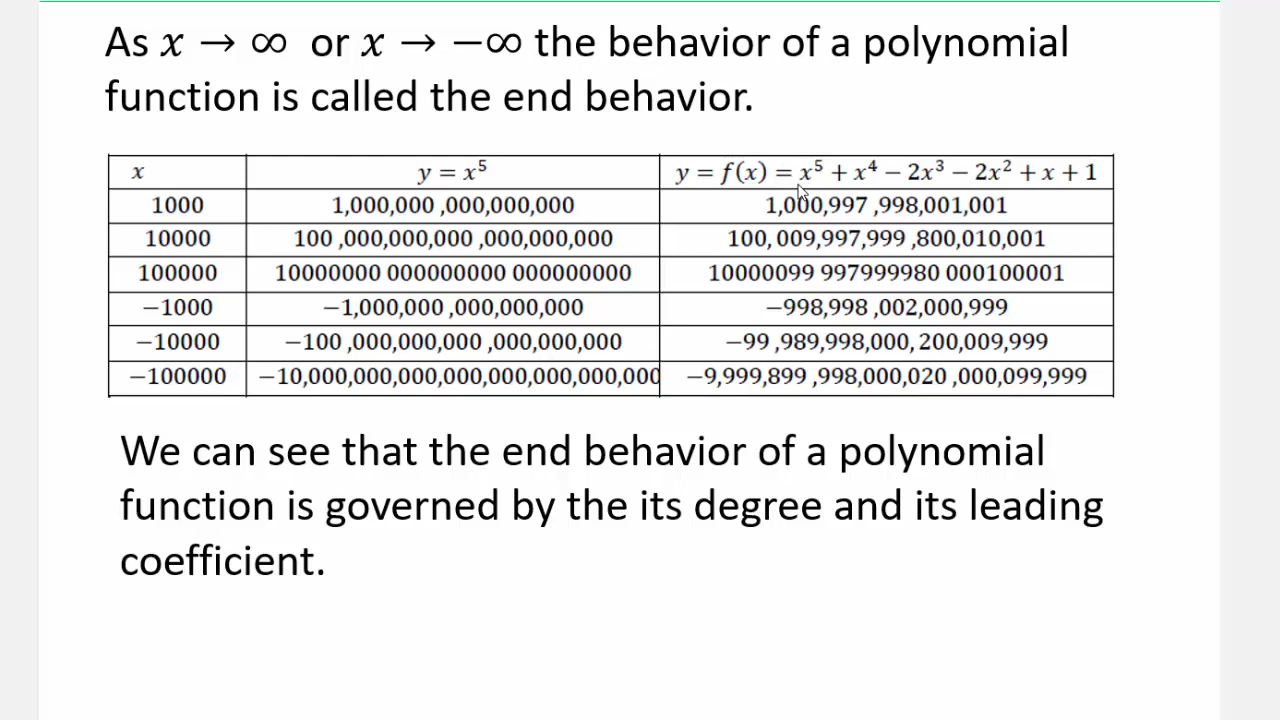 As x → ∞ or x → −∞ the behavior of a polynomial
function is called the end behavior.
x y = x⁵ y = f(x) = x⁵ + x⁴ − 2x³ − 2x² + x + 1
1000 1,000,000 ,000,000,000 1,000,997 ,998,001,001
10000 100 ,000,000,000 ,000,000,000 100, 009,997,999 ,800,010,001
100000 10000000 000000000 000000000 10000099 997999980 000100001
−1000 −1,000,000 ,000,000,000 −998,998 ,002,000,999
−10000 −100 ,000,000,000 ,000,000,000 −99 ,989,998,000, 200,009,999
−100000 −10,000,000,000,000,000,000,000,000 −9,999,899 ,998,000,020 ,000,099,999
We can see that the end behavior of a polynomial
function is governed by the its degree and its leading
coefficient.